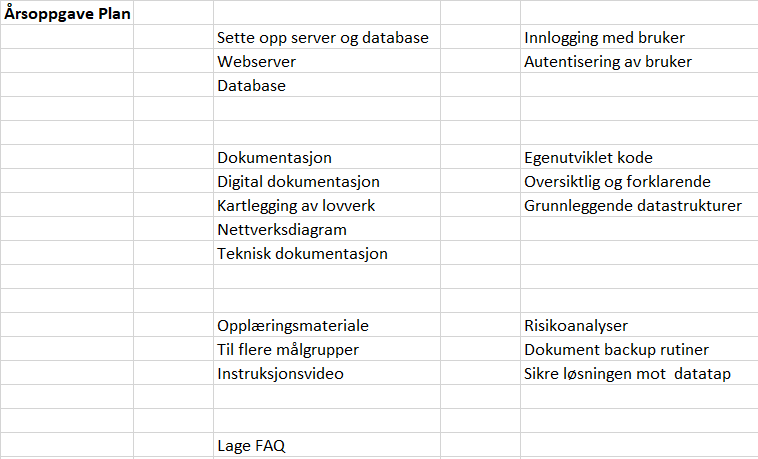 Årsoppgave Plan
Sette opp server og database
Innlogging med bruker
Webserver
Autentisering av bruker
Database
Dokumentasjon
Egenutviklet kode
Digital dokumentasjon
Oversiktlig og forklarende
Kartlegging av lovverk
Grunnleggende datastrukturer
Nettverksdiagram
Teknisk dokumentasjon
Opplæringsmateriale
Risikoanalyser
Til flere målgrupper
Dokument backup rutiner
Instruksjonsvideo
Sikre løsningen mot  datatap
Lage FAQ